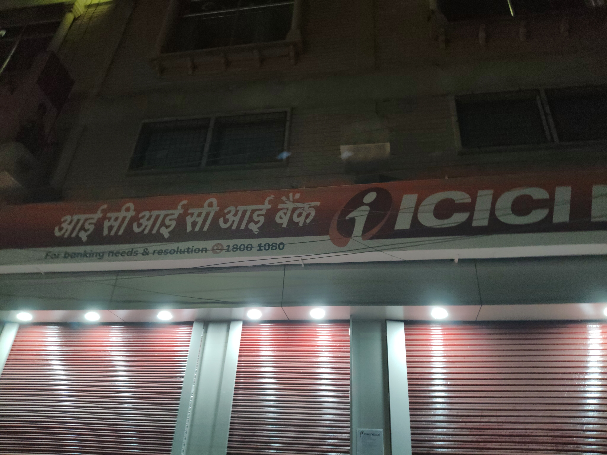 आई सी आई सी आई बैंक ICICI
For banking needs & resolution 1800 1080